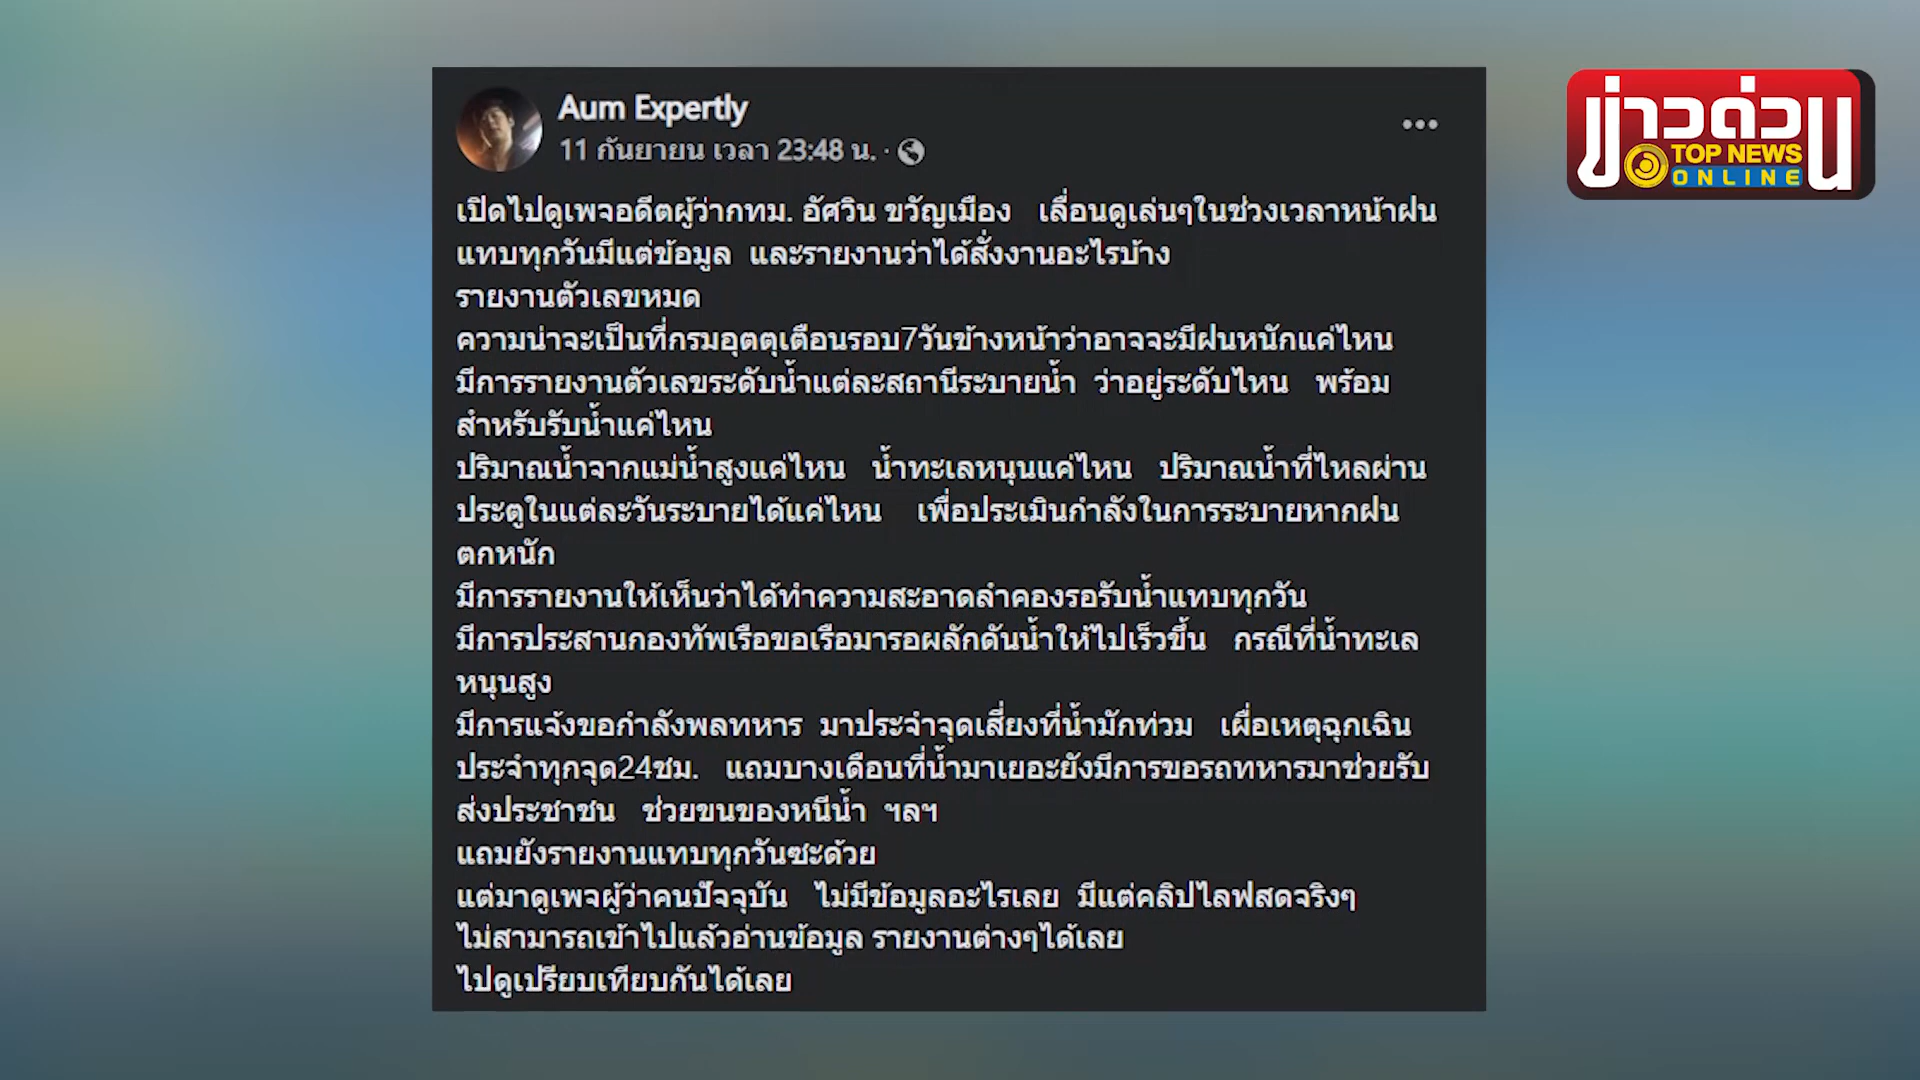 Aum Expertly
11 กันยายน เวลา 23:48 น. ·
เปิดไปดูเพจอดีตผู้ว่ากทม. อัศวิน ขวัญเมือง เลื่อนดูเล่นๆในช่วงเวลาหน้าฝน
แทบทุกวันมีแต่ข้อมูล และรายงานว่าได้สั่งงานอะไรบ้าง
รายงานตัวเลขหมด
ความน่าจะเป็นที่กรมอุตตุเตือนรอบ7วันข้างหน้าว่าอาจจะมีฝนหนักแค่ไหน
มีการรายงานตัวเลขระดับน้ำแต่ละสถานีระบายน้ำ ว่าอยู่ระดับไหน พร้อม
สำหรับรับน้ำแค่ไหน
ปริมาณน้ำจากแม่น้ำสูงแค่ไหน น้ำทะเลหนุนแค่ไหน ปริมาณน้ำที่ไหลผ่าน
ประตูในแต่ละวันระบายได้แค่ไหน เพื่อประเมินกำลังในการระบายหากฝน
ตกหนัก
มีการรายงานให้เห็นว่าได้ทำความสะอาดลำคองรอรับน้ำแทบทุกวัน
มีการประสานกองทัพเรือขอเรือมารอผลักดันน้ำให้ไปเร็วขึ้น กรณีที่น้ำทะเล
หนุนสูง
มีการแจ้งขอกำลังพลทหาร มาประจำจุดเสี่ยงที่น้ำมักท่วม เผื่อเหตุฉุกเฉิน
ประจำทุกจุด24ชม. แถมบางเดือนที่น้ำมาเยอะยังมีการขอรถทหารมาช่วยรับ
ส่งประชาชน ช่วยขนของหนีน้ำ ฯลฯ
แถมยังรายงานแทบทุกวันซะด้วย
แต่มาดูเพจผู้ว่าคนปัจจุบัน ไม่มีข้อมูลอะไรเลย มีแต่คลิปไลฟสดจริงๆ
ไม่สามารถเข้าไปแล้วอ่านข้อมูล รายงานต่างๆได้เลย
ไปดูเปรียบเทียบกันได้เลย
ข่าวด่วน
TOP NEWS
ONLINE